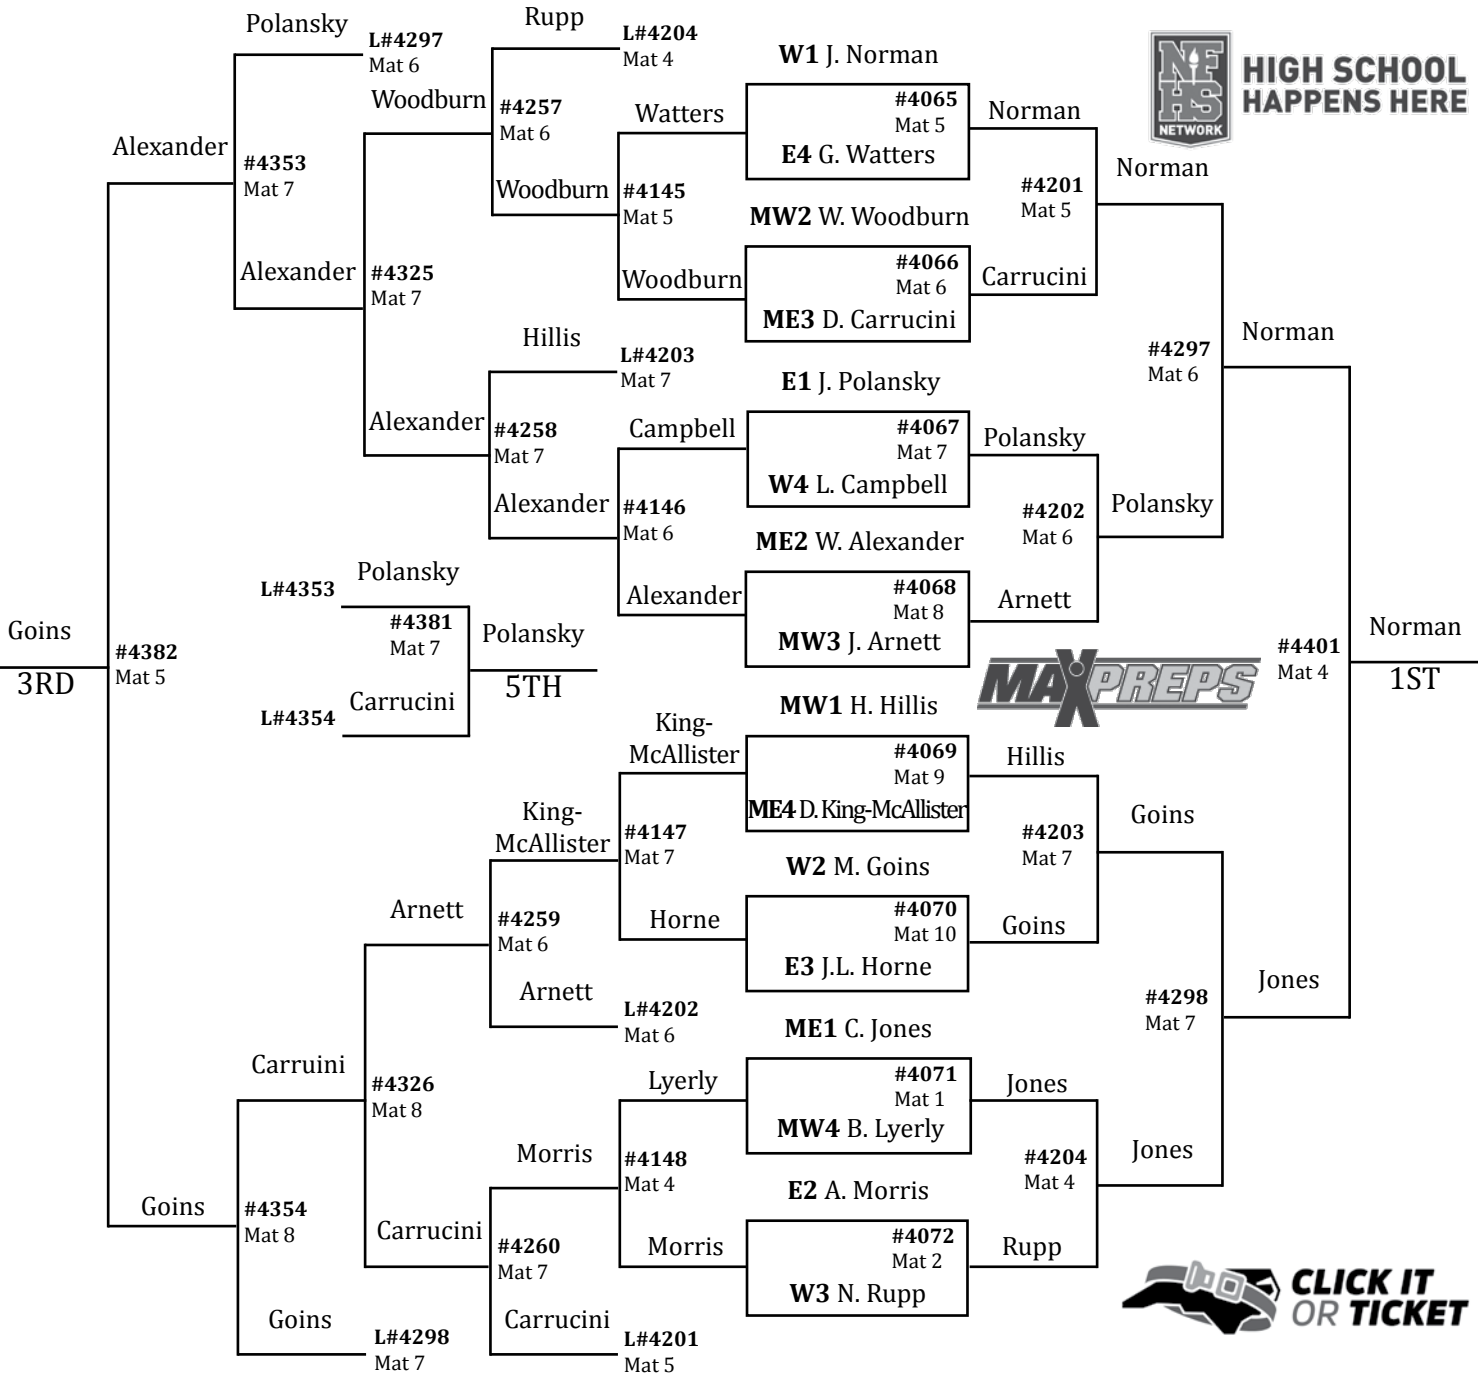 Polansky
L#4297
Mat 6
Rupp
L#4204
Mat 4
W1 J. Norman
NF
HS
NETWORK
HIGH SCHOOL
HAPPENS HERE
Woodburn
#4257
Mat 6
Watters
#4065
Mat 5
Norman
Alexander
#4353
Mat 7
E4 G. Watters
Norman
Woodburn
#4145
Mat 5
#4201
Mat 5
MW2 W. Woodburn
Alexander
#4325
Mat 7
Woodburn
#4066
Mat 6
Carrucini
ME3 D. Carrucini
Hillis
L#4203
Mat 7
#4297
Mat 6
Norman
E1 J. Polansky
Alexander
#4258
Mat 7
Campbell
#4067
Mat 7
Polansky
W4 L. Campbell
Alexander
#4146
Mat 6
#4202
Mat 6
Polansky
ME2 W. Alexander
Polansky
L#4353
Alexander
#4068
Mat 8
Arnett
Goins
3RD
#4382
Mat 5
#4381
Mat 7
Polansky
5TH
MW3 J. Arnett
#4401
Mat 4
Norman
1ST
MAXPREPS
L#4354
Carrucini
MW1 H. Hillis
King-
McAllister
#4069
Mat 9
Hillis
ME4 D. King-McAllister
King-
McAllister
#4147
Mat 7
#4203
Mat 7
Goins
W2 M. Goins
Arnett
#4259
Mat 6
Horne
#4070
Mat 10
Goins
E3 J.L. Horne
Arnett
L#4202
Mat 6
#4298
Mat 7
Jones
ME1 C. Jones
Carruini
#4326
Mat 8
Lyerly
#4071
Mat 1
Jones
MW4 B. Lyerly
Morris
#4148
Mat 4
#4204
Mat 4
Jones
E2 A. Morris
Goins
#4354
Mat 8
Carrucini
#4260
Mat 7
Morris
#4072
Mat 2
Rupp
W3 N. Rupp
Goins
L#4298
Mat 7
Carrucini
L#4201
Mat 5
CLICK IT
OR TICKET